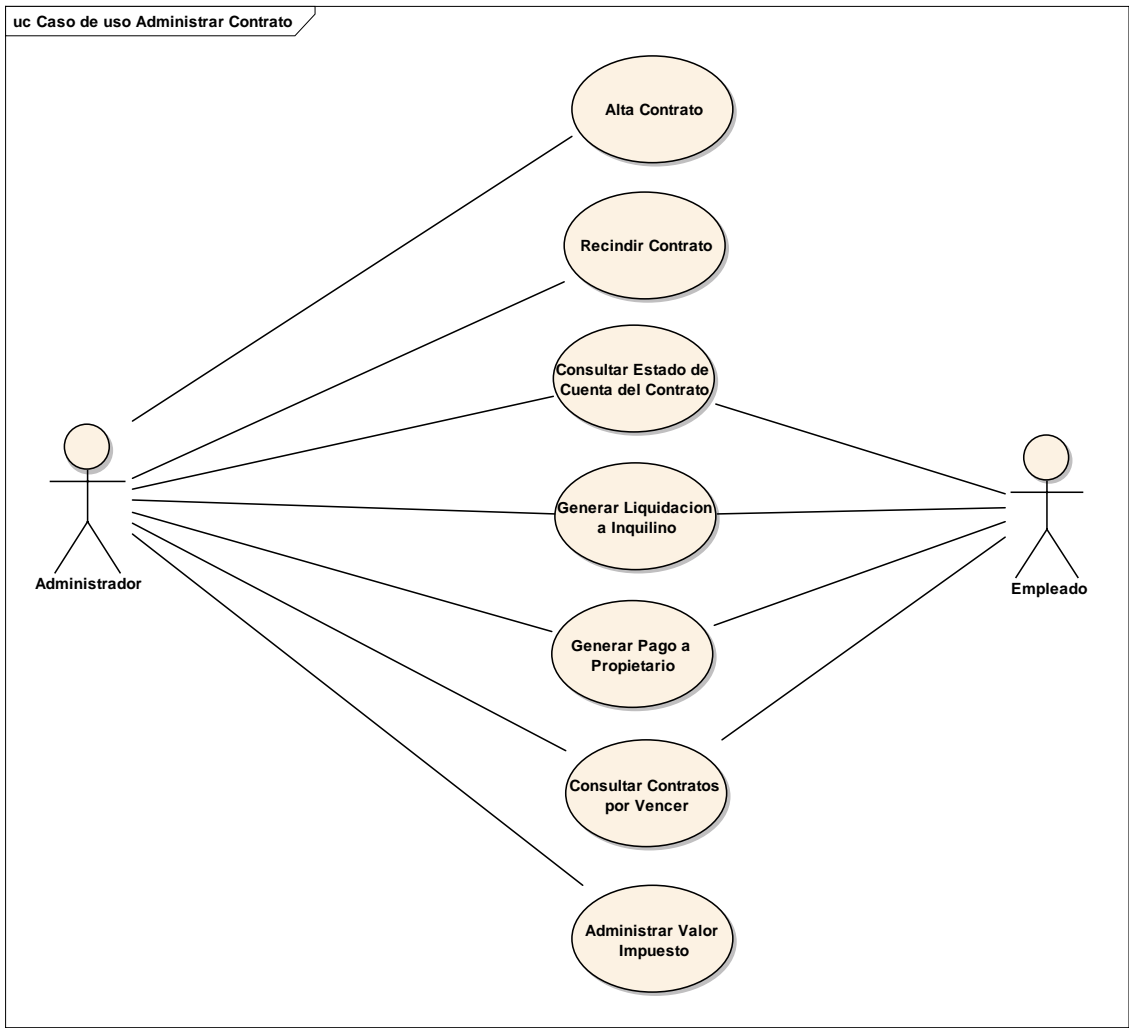 uc Caso de uso Administrar Contrato
Alta Contrato
Recindir Contrato
Consultar Estado de
Cuenta del Contrato
Generar Liquidacion
a Inquilino
Administrador
Empleado
Generar Pago a
Propietario
Consultar Contratos
por Vencer
Administrar Valor
Impuesto